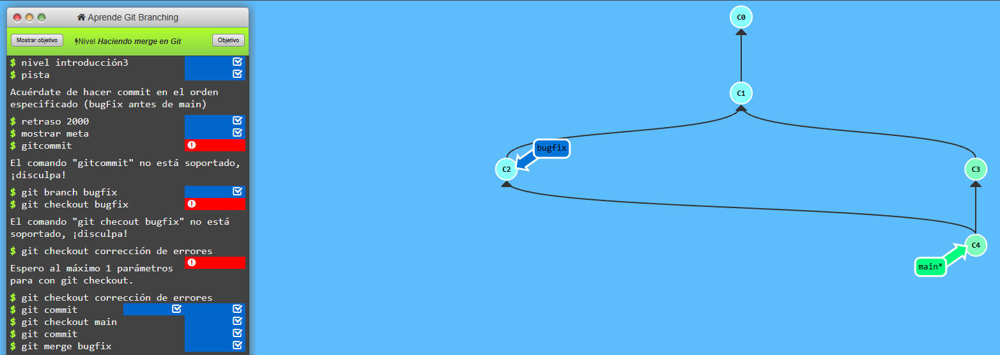 Aprende Git Branching
Mostrar objetivo
Nivel Haciendo merge en Git
Objetivo
$ nivel introducción3
$ pista
Acuérdate de hacer commit en el orden
especificado (bugFix antes de main)
$ retraso 2000
$ mostrar meta
$ gitcommit
El comando "gitcommit" no está soportado,
¡disculpa!
$ git branch bugfix
$ git checkout bugfix
El comando "git checout bugfix" no está
soportado, ¡disculpa!
$ git checkout corrección de errores
Espero al máximo 1 parámetros
para con git checkout.
$ git checkout corrección de errores
$ git commit
$ git checkout main
$ git commit
$ git merge bugfix
C0
C1
bugfix
C2
C3
C4
main*